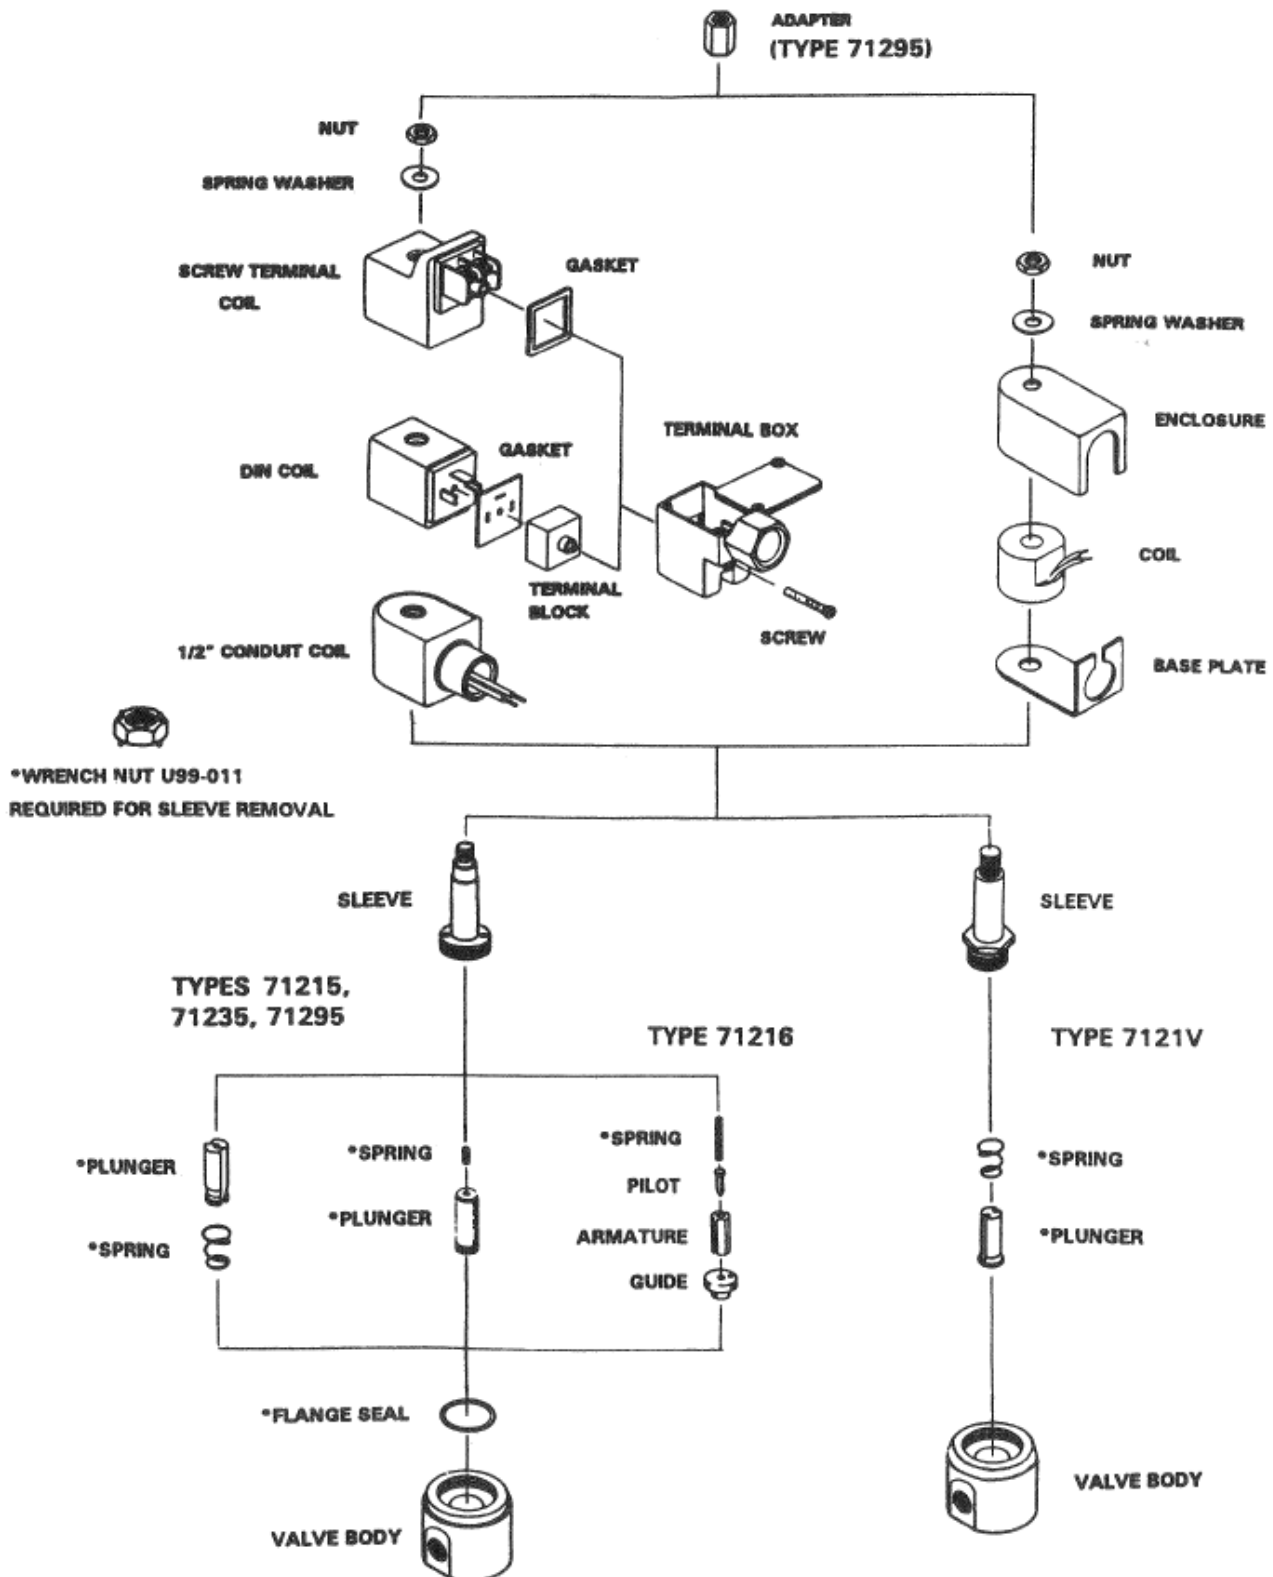 ADAPTER
(TYPE 71295)
NUT
SPRING WASHER
SCREW TERMINAL
COIL
GASKET
NUT
SPRING WASHER
ENCLOSURE
TERMINAL BOX
GASKET
DIN COIL
COIL
TERMINAL
BLOCK
SCREW
1/2" CONDUIT COIL
BASE PLATE
*WRENCH NUT U99-011
REQUIRED FOR SLEEVE REMOVAL
SLEEVE
SLEEVE
TYPES 71215,
71235, 71295
TYPE 71216
TYPE 7121V
*PLUNGER
*SPRING
*SPRING
*PLUNGER
*SPRING
PILOT
ARMATURE
GUIDE
*SPRING
*PLUNGER
*FLANGE SEAL
VALVE BODY
VALVE BODY